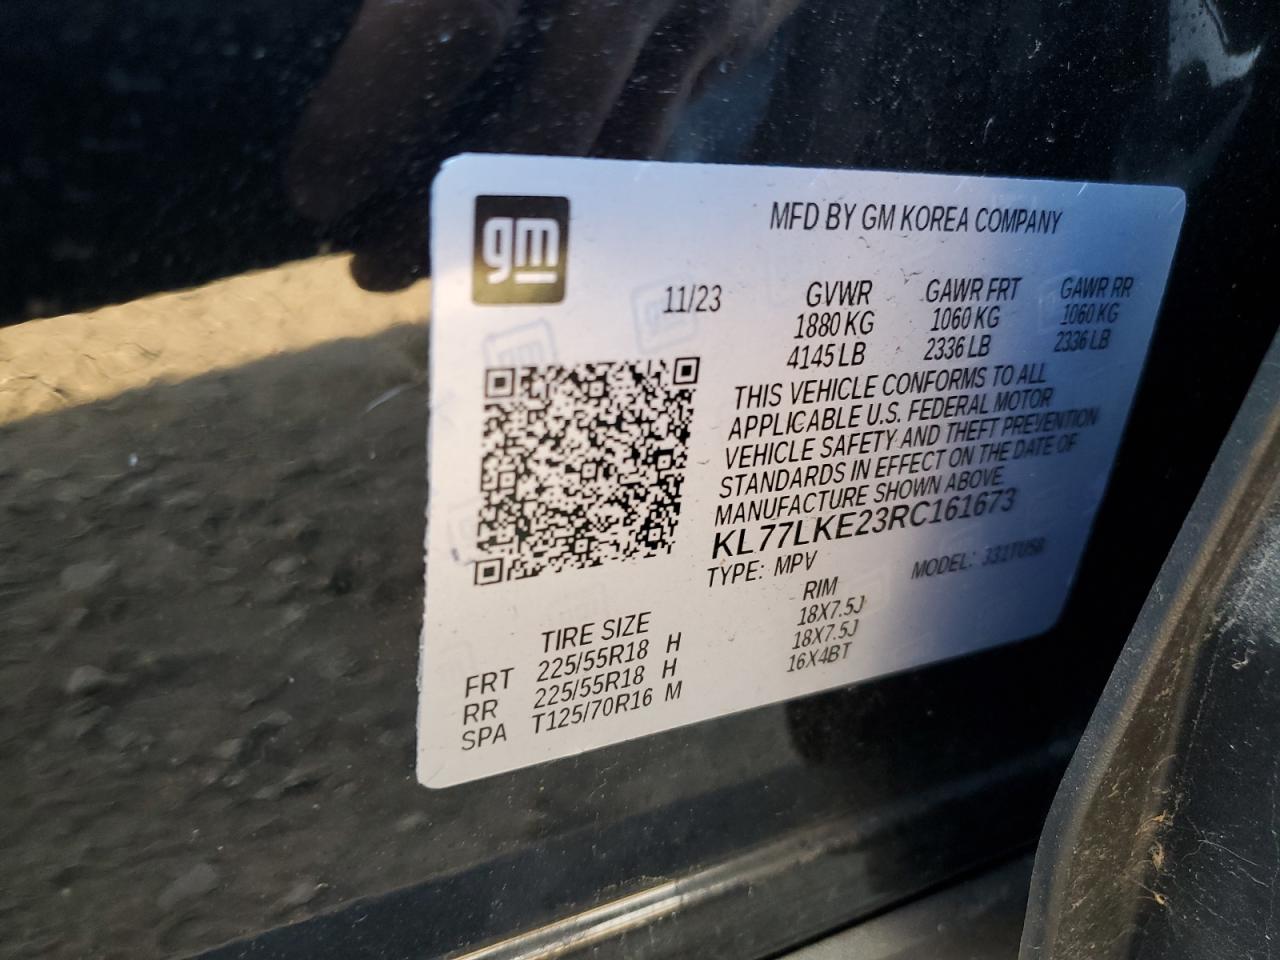 gm
MFD BY GM KOREA COMPANY
11/23
GVWR GAWR FRT GAWR RR
1880 KG 1060 KG 1060 KG
4145 LB 2336 LB 2336 LB
THIS VEHICLE CONFORMS TO ALL
APPLICABLE U.S. FEDERAL MOTOR
VEHICLE SAFETY AND THEFT PREVENTION
STANDARDS IN EFFECT ON THE DATE OF
MANUFACTURE SHOWN ABOVE.
KL77LKE23RC161673
TYPE: MPV MODEL: 331TU58
TIRE SIZE RIM
FRT 225/55R18 H 18X7.5J
RR 225/55R18 H 18X7.5J
SPA T125/70R16 M 16X4BT